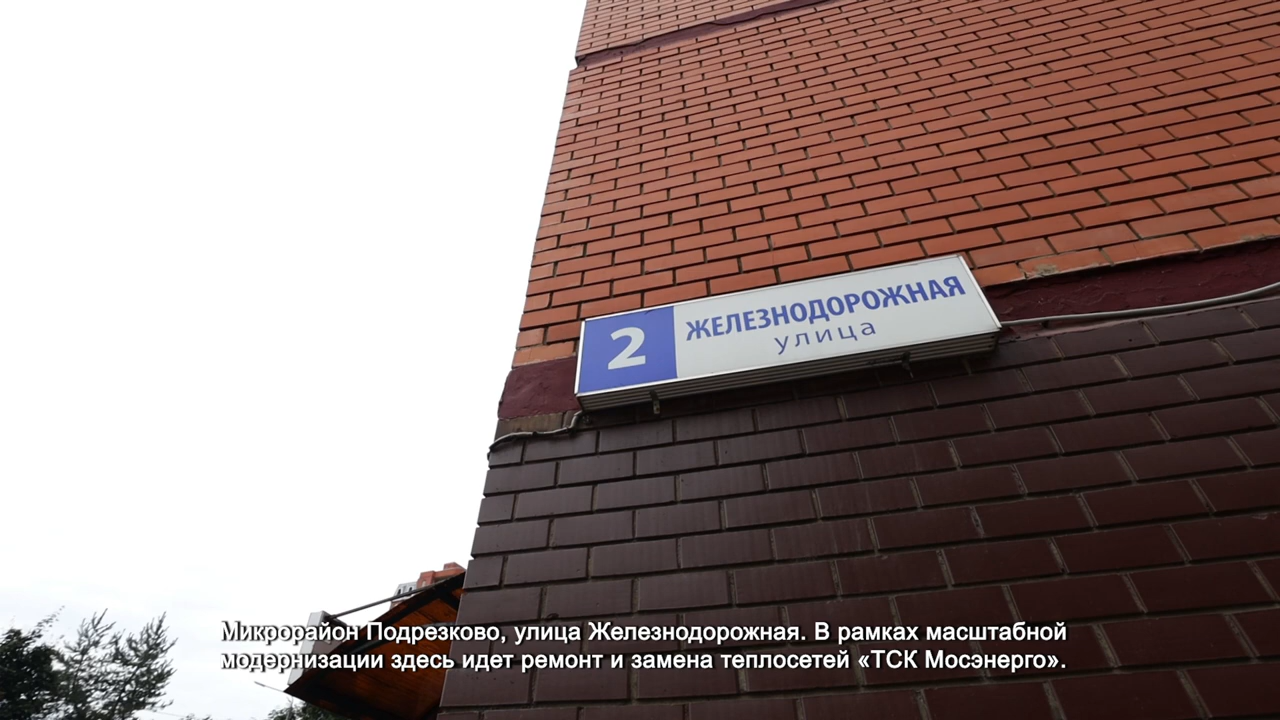 2
ЖЕЛЕЗНОДОРОЖНАЯ
улица
Микрорайон Подрезково, улица Железнодорожная. В рамках масштабной
модернизации здесь идет ремонт и замена теплосетей «ТСК Мосэнерго».